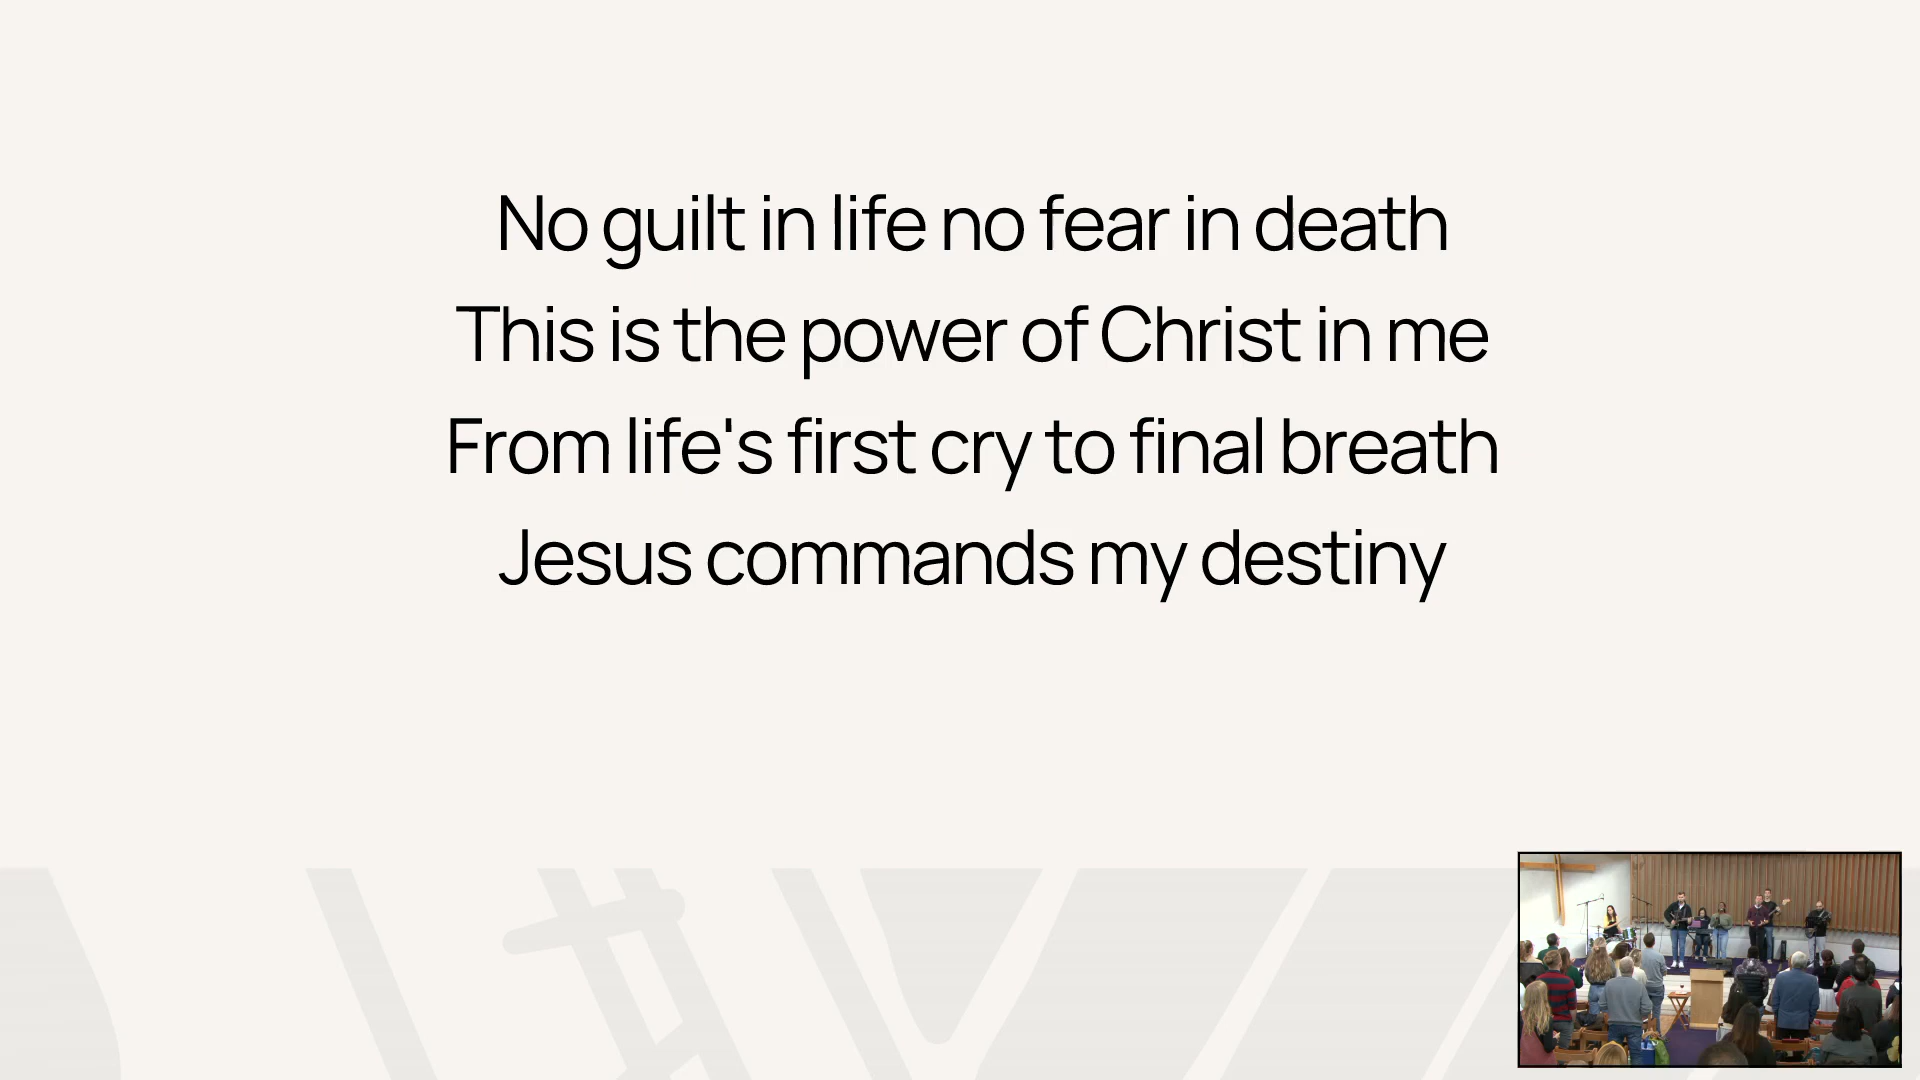 No guilt in life no fear in death
This is the power of Christ in me
From life's first cry to final breath
Jesus commands my destiny